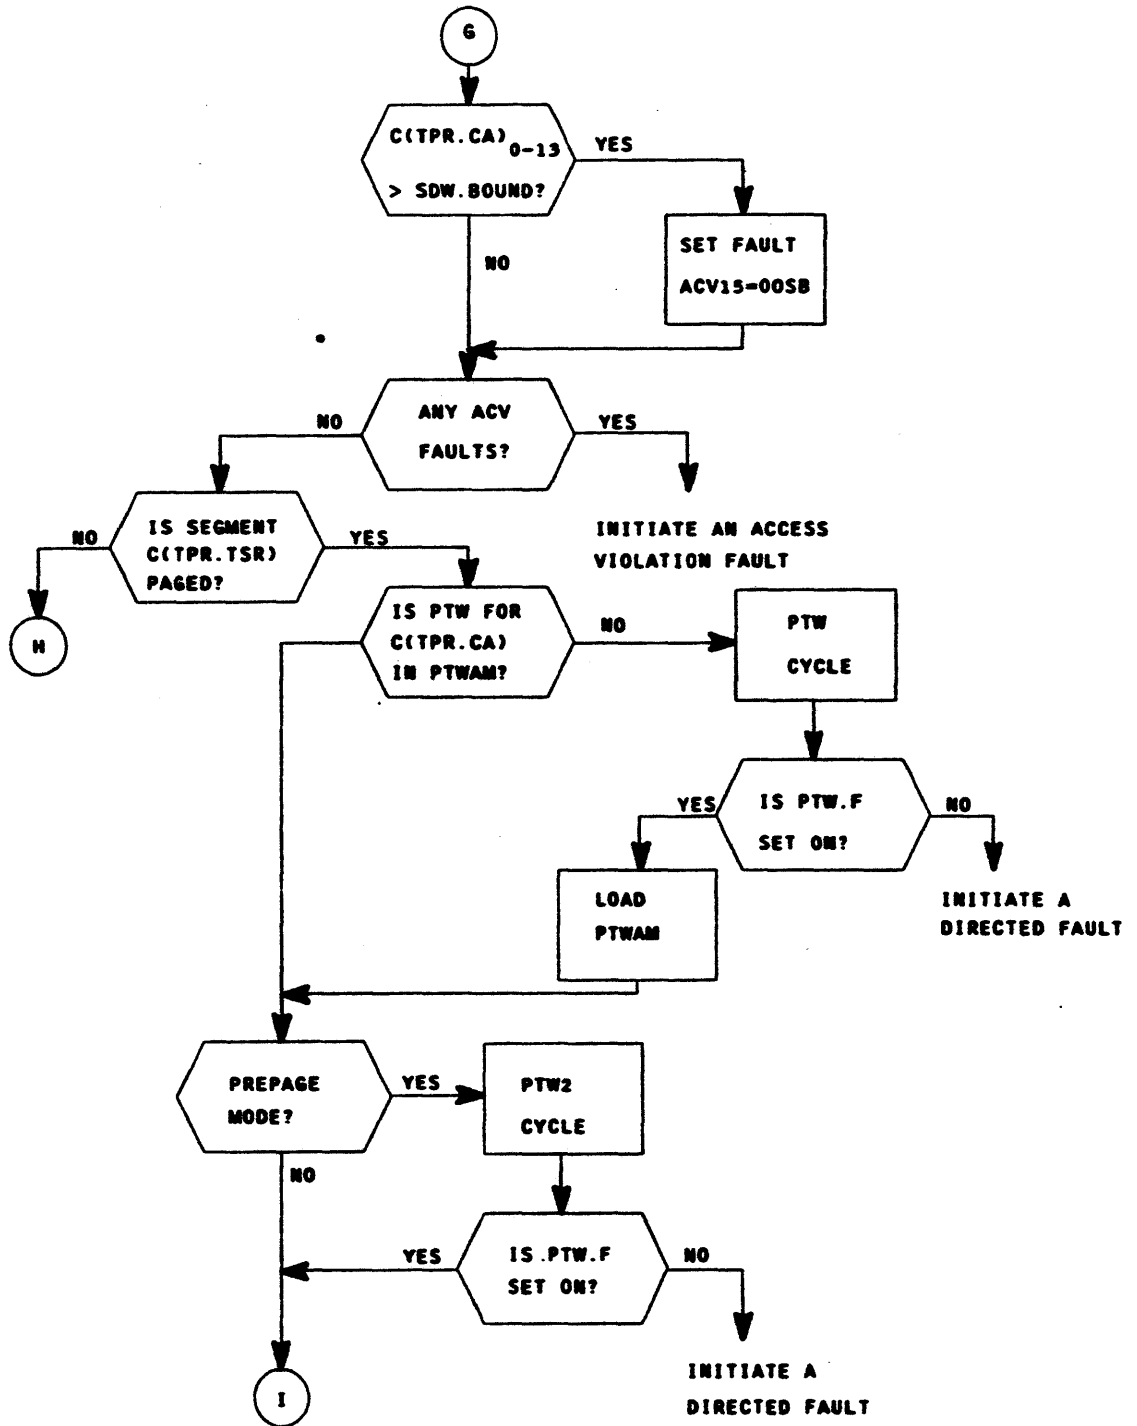 G
C(TPR.CA)0-13
> SDW.BOUND?
YES
NO
SET FAULT
ACV15=OOSB
ANY ACV
FAULTS?
NO
YES
INITIATE AN ACCESS
VIOLATION FAULT
IS SEGMENT
C(TPR.TSR)
PAGED?
NO
YES
H
IS PTW FOR
C(TPR.CA)
IN PTWAM?
NO
PTW
CYCLE
IS PTW.F
SET ON?
YES
NO
LOAD
PTWAM
INITIATE A
DIRECTED FAULT
PREPAGE
MODE?
YES
NO
PTW2
CYCLE
IS PTW.F
SET ON?
YES
NO
INITIATE A
DIRECTED FAULT
I